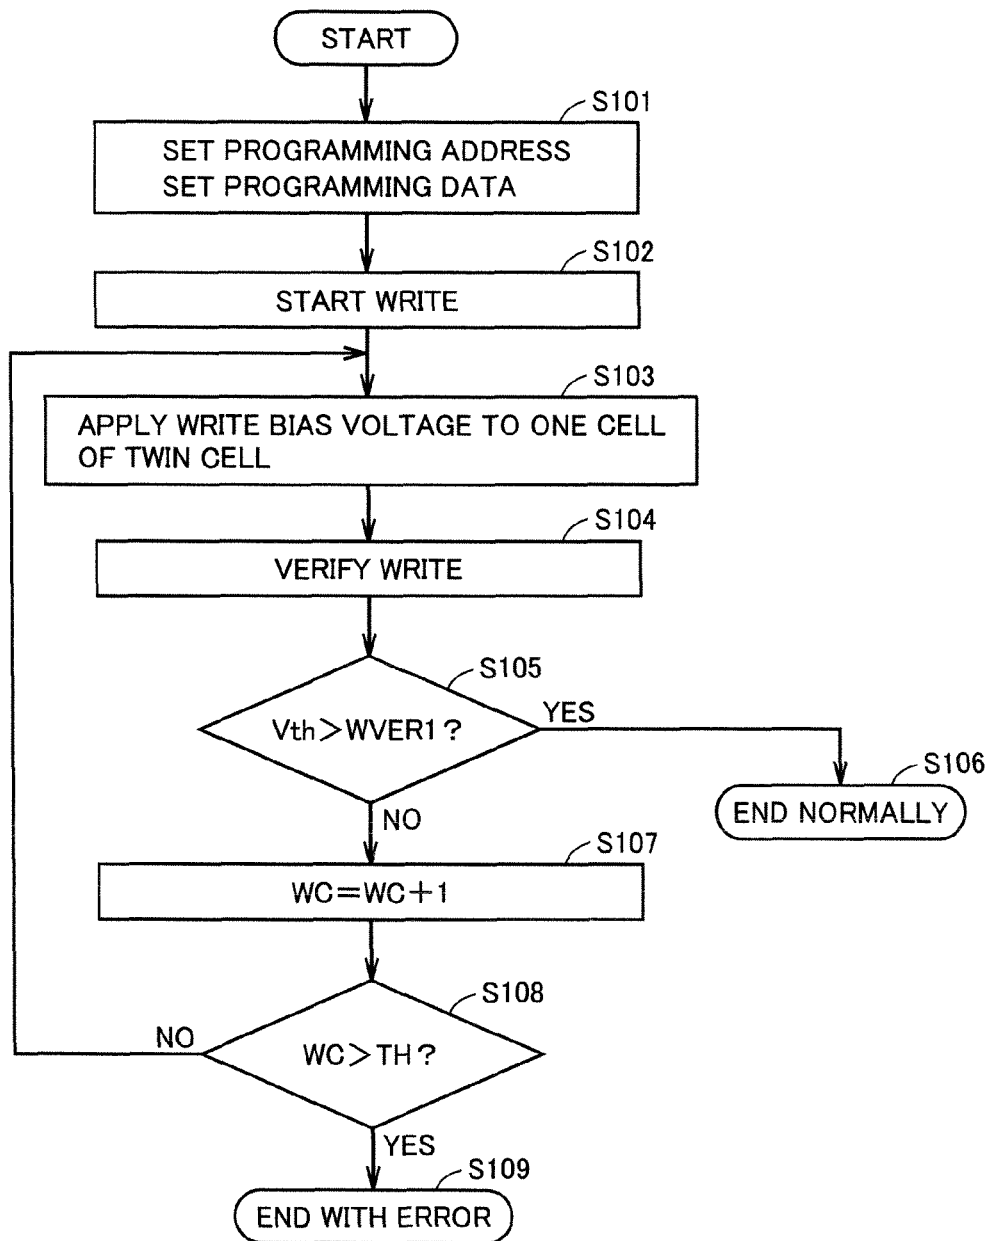 START
S101
SET PROGRAMMING ADDRESS
SET PROGRAMMING DATA
S102
START WRITE
S103
APPLY WRITE BIAS VOLTAGE TO ONE CELL
OF TWIN CELL
S104
VERIFY WRITE
S105
Vth>WVER1?
YES
S106
END NORMALLY
NO
S107
WC=WC+1
S108
NO
WC>TH?
YES
S109
END WITH ERROR